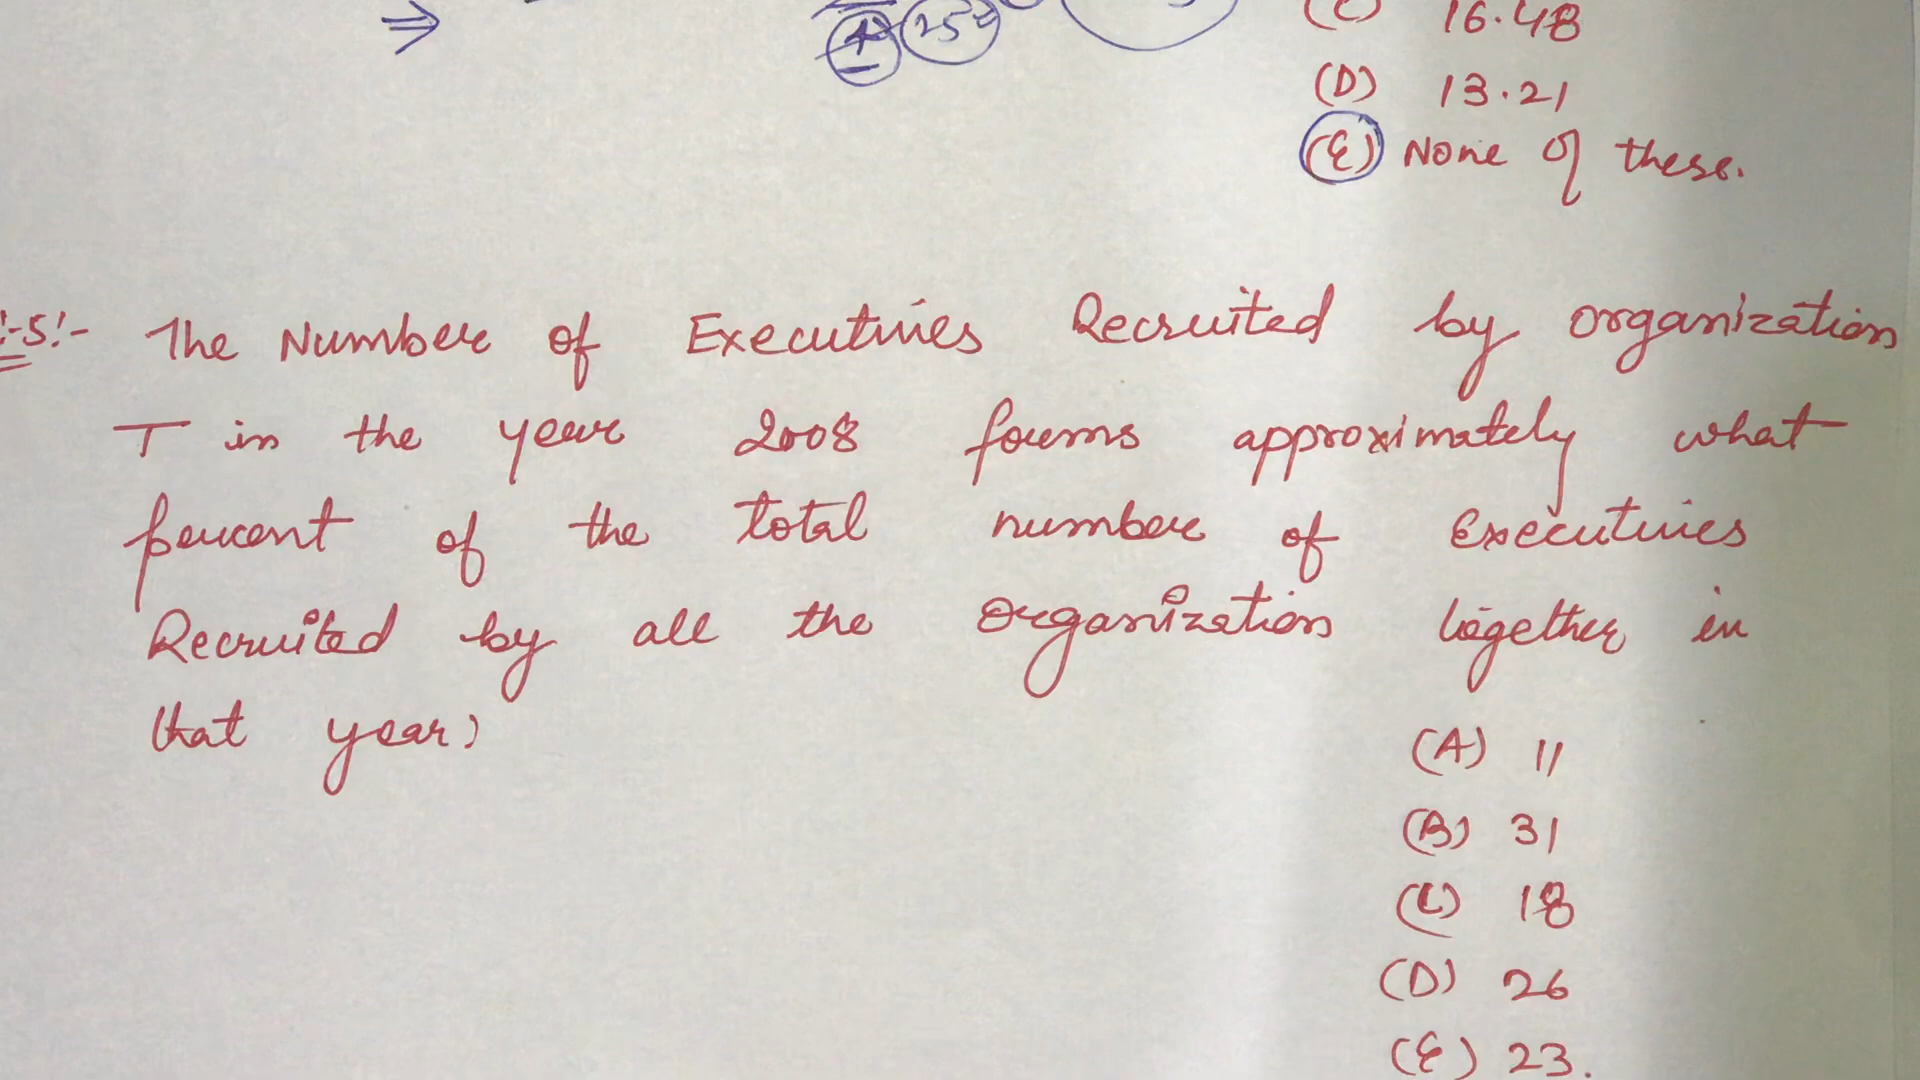 ⇒ 4 25
(C) 16.48
(D) 13.21
(E) None of these.
:-5!- The Number of Executives Recruited by organization
T in the year 2008 forms approximately what
percent of the total number of Executives
Recruited by all the organization together in
that year?
(A) 11
(B) 31
(C) 18
(D) 26
(E) 23.